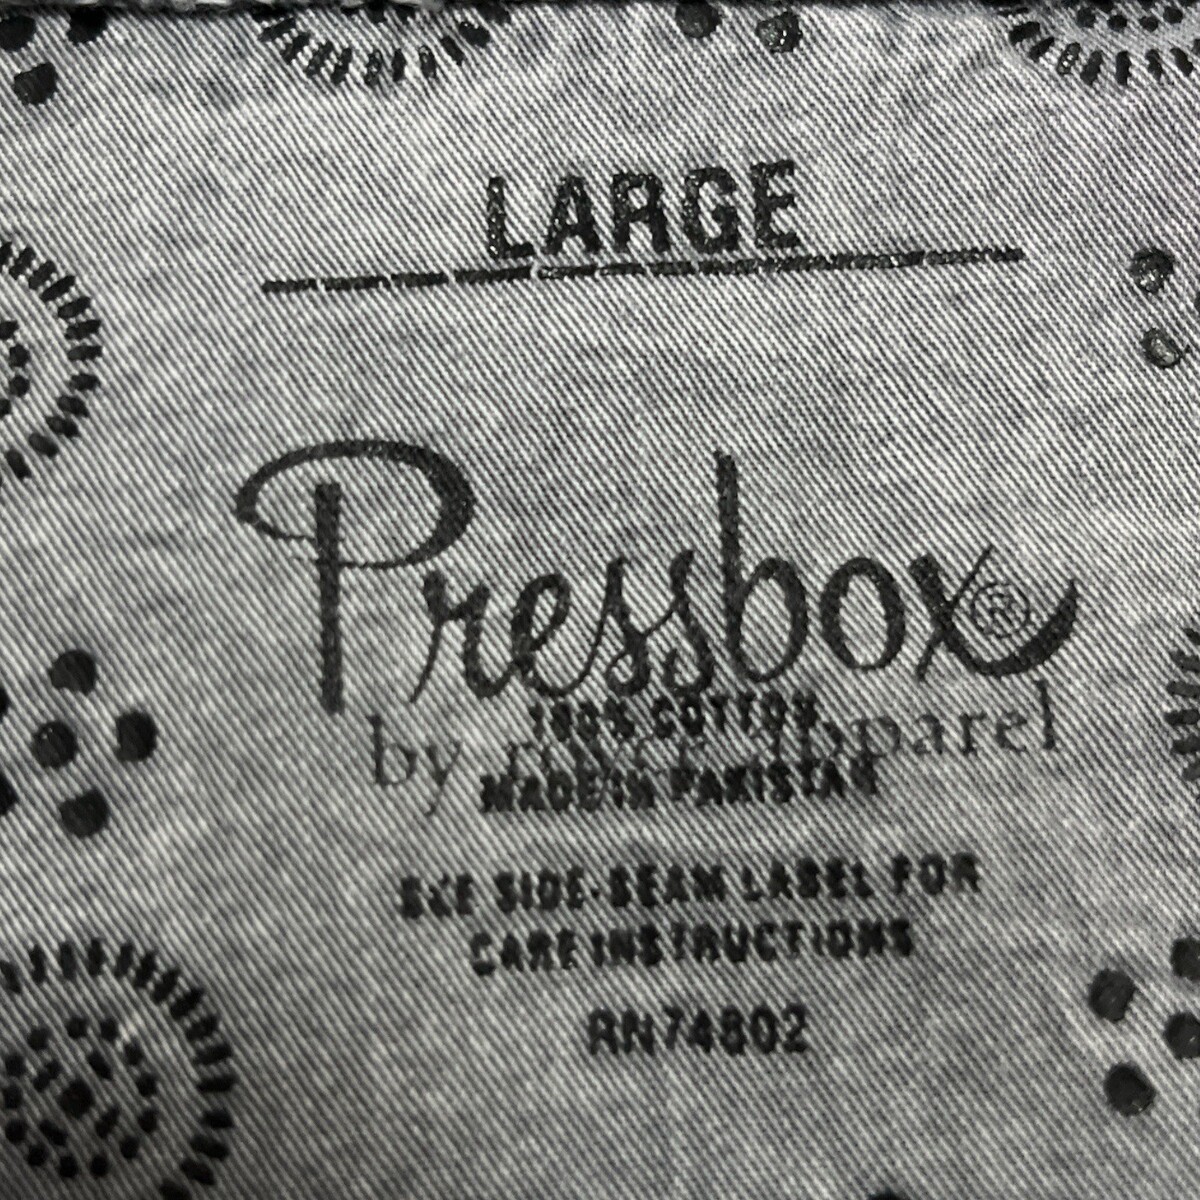 LARGE
Pressbox®
by apparel
100% COTTON
MADE IN PAKISTAN
SEE SIDE-SEAM LABEL FOR
CARE INSTRUCTIONS
RN74802